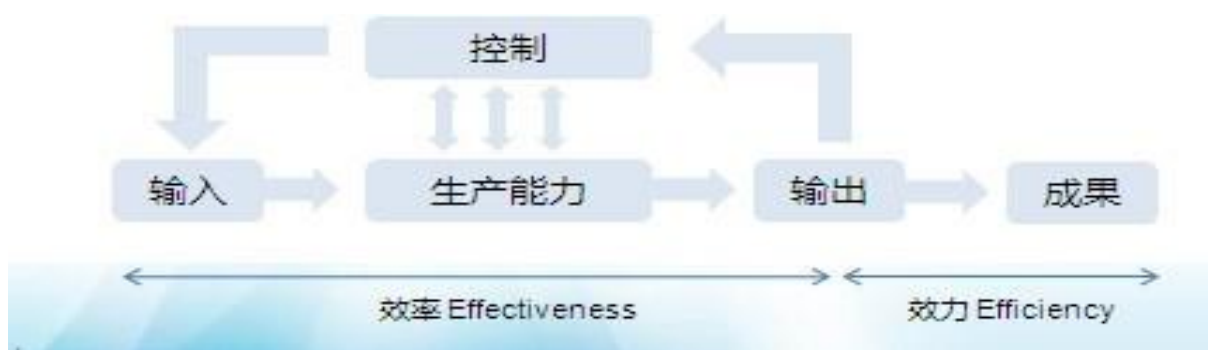 控制
输入
生产能力
输出
成果
效率 Effectiveness
效力 Efficiency